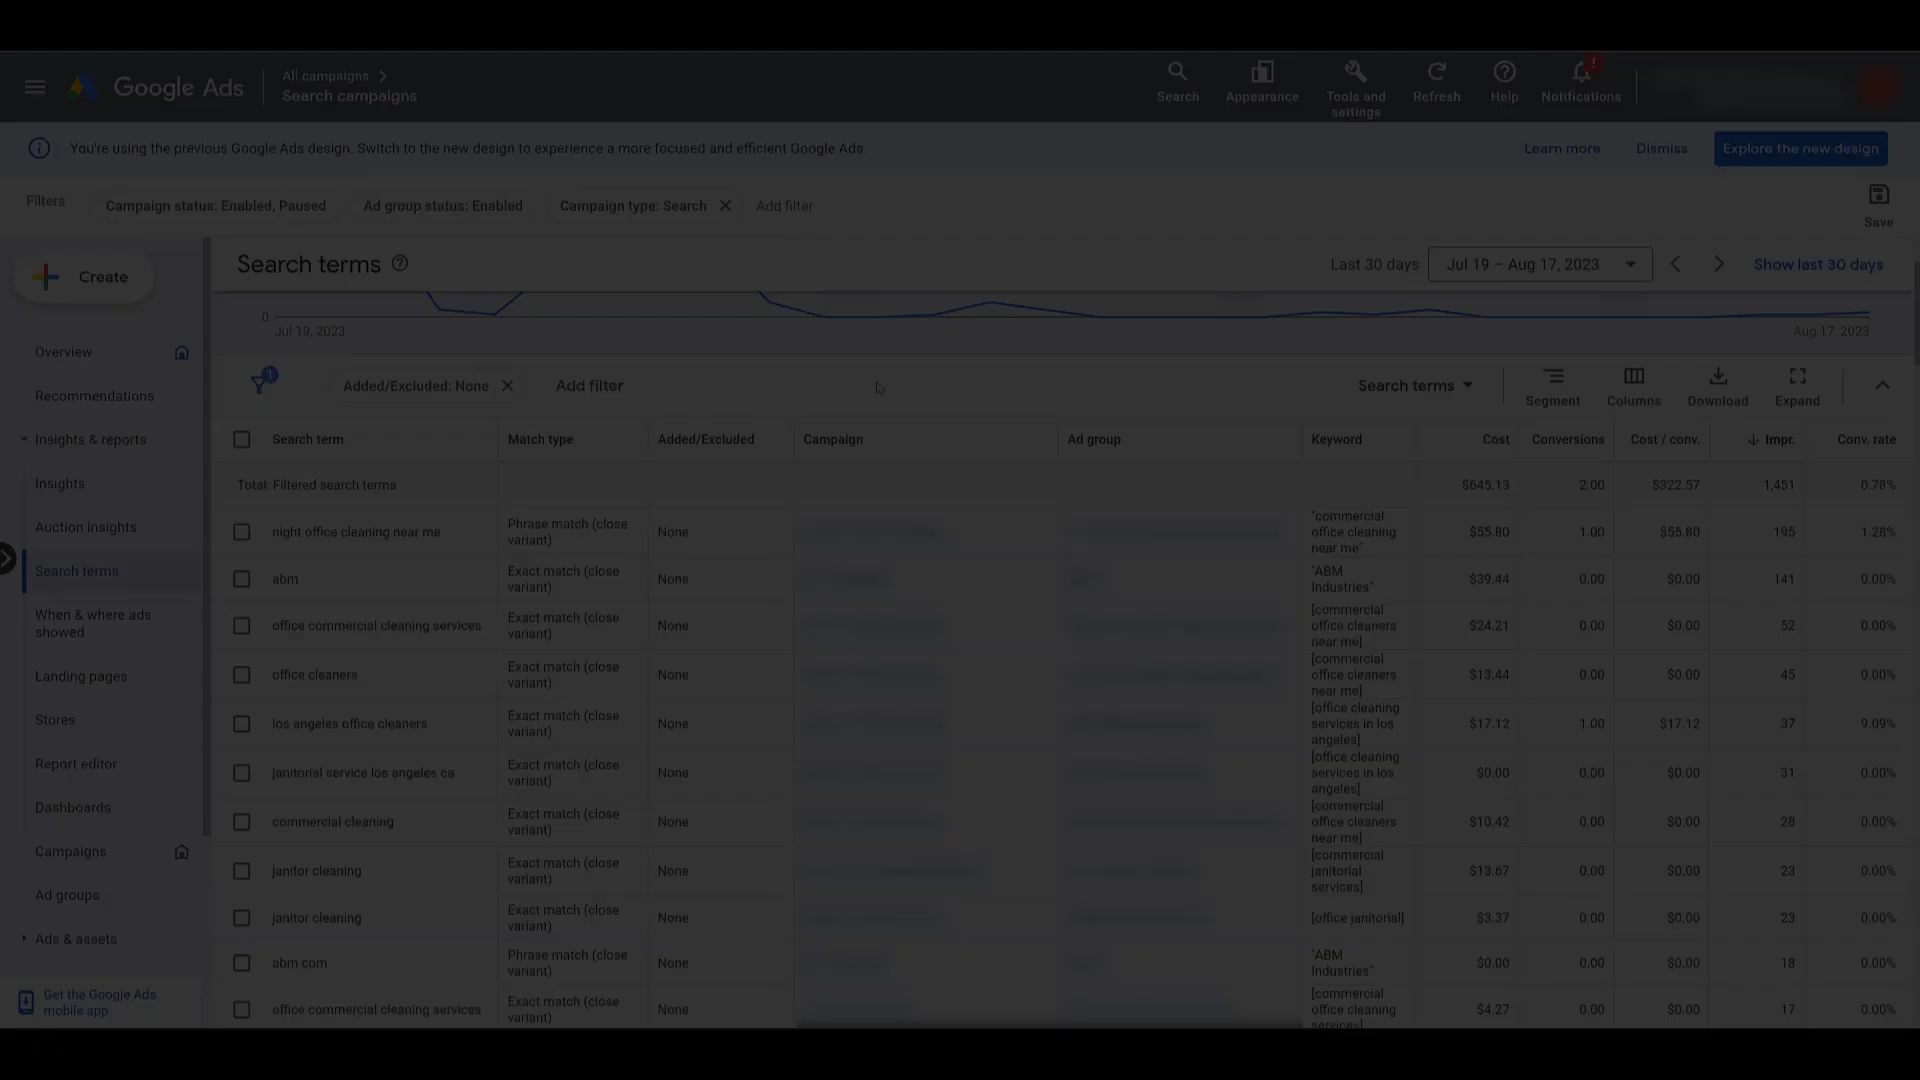 Google Ads
All campaigns
Search campaigns
Search
Appearance
Tools and
settings
Refresh
Help
Notifications
You're using the previous Google Ads design. Switch to the new design to experience a more focused and efficient Google Ads.
Learn more
Dismiss
Explore the new design
Filters
Campaign status: Enabled, Paused
Ad group status: Enabled
Campaign type: Search
Add filter
Save
Create
Overview
Recommendations
Insights & reports
Insights
Auction insights
Search terms
When & where ads
showed
Landing pages
Stores
Report editor
Dashboards
Campaigns
Ad groups
Ads & assets
Get the Google Ads
mobile app
Search terms
Last 30 days
Jul 19 – Aug 17, 2023
Show last 30 days
0
Jul 19, 2023
Aug 17, 2023
1
Added/Excluded: None
Add filter
Search terms
Segment
Columns
Download
Expand
Search term Match type Added/Excluded Campaign Ad group Keyword Cost Conversions Cost / conv. Impr. Conv. rate
Total: Filtered search terms $645.13 2.00 $322.57 1,451 0.78%
night office cleaning near me
Phrase match (close
variant)
None
"commercial
office cleaning
near me"
$55.80 1.00 $55.80 195 1.28%
abm
Exact match (close
variant)
None
"ABM
Industries"
$39.44 0.00 $0.00 141 0.00%
office commercial cleaning services
Exact match (close
variant)
None
[commercial
office cleaners
near me]
$24.21 0.00 $0.00 52 0.00%
office cleaners
Exact match (close
variant)
None
[commercial
office cleaners
near me]
$13.44 0.00 $0.00 45 0.00%
los angeles office cleaners
Exact match (close
variant)
None
[office cleaning
services in los
angeles]
$17.12 1.00 $17.12 37 9.09%
janitorial service los angeles ca
Exact match (close
variant)
None
[office cleaning
services in los
angeles]
$0.00 0.00 $0.00 31 0.00%
commercial cleaning
Exact match (close
variant)
None
[commercial
office cleaners
near me]
$10.42 0.00 $0.00 28 0.00%
janitor cleaning
Exact match (close
variant)
None
[commercial
janitorial
services]
$13.67 0.00 $0.00 23 0.00%
janitor cleaning
Exact match (close
variant)
None
[office janitorial]
$3.37 0.00 $0.00 23 0.00%
abm com
Phrase match (close
variant)
None
"ABM
Industries"
$0.00 0.00 $0.00 18 0.00%
office commercial cleaning services
Exact match (close
variant)
None
[commercial
office cleaning
services]
$4.27 0.00 $0.00 17 0.00%